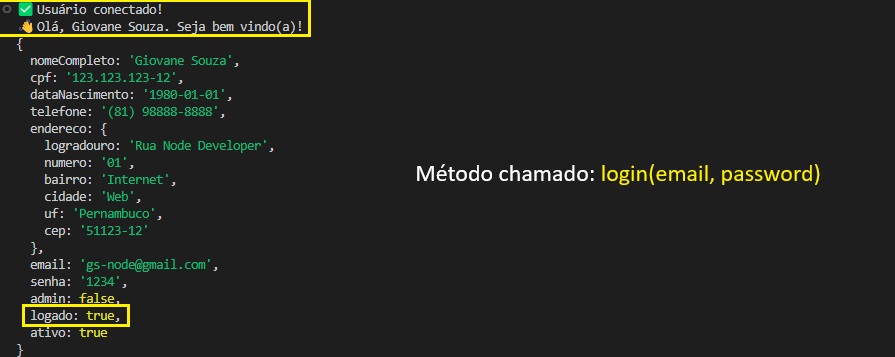 ✅ Usuário conectado!
👋 Olá, Giovane Souza. Seja bem vindo(a)!
{
nomeCompleto: 'Giovane Souza',
cpf: '123.123.123-12',
dataNascimento: '1980-01-01',
telefone: '(81) 98888-8888',
endereco: {
logradouro: 'Rua Node Developer',
numero: '01',
bairro: 'Internet',
cidade: 'Web',
uf: 'Pernambuco',
cep: '51123-12'
},
email: 'gs-node@gmail.com',
senha: '1234',
admin: false,
logado: true,
ativo: true
}
Método chamado: login(email, password)